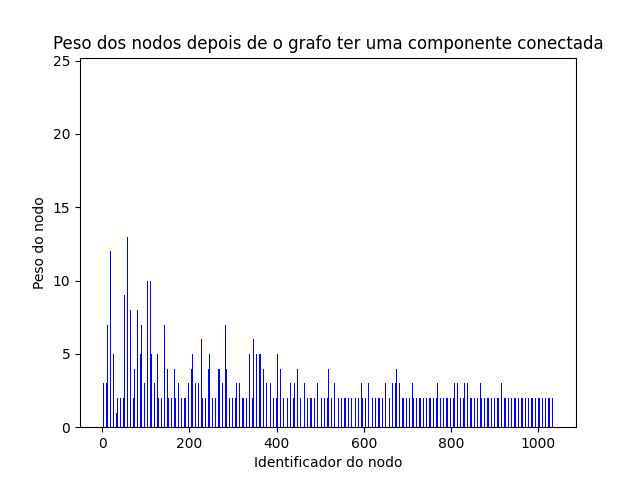 Peso dos nodos depois de o grafo ter uma componente conectada
25
20
15
10
5
0
Peso do nodo
0 200 400 600 800 1000
Identificador do nodo